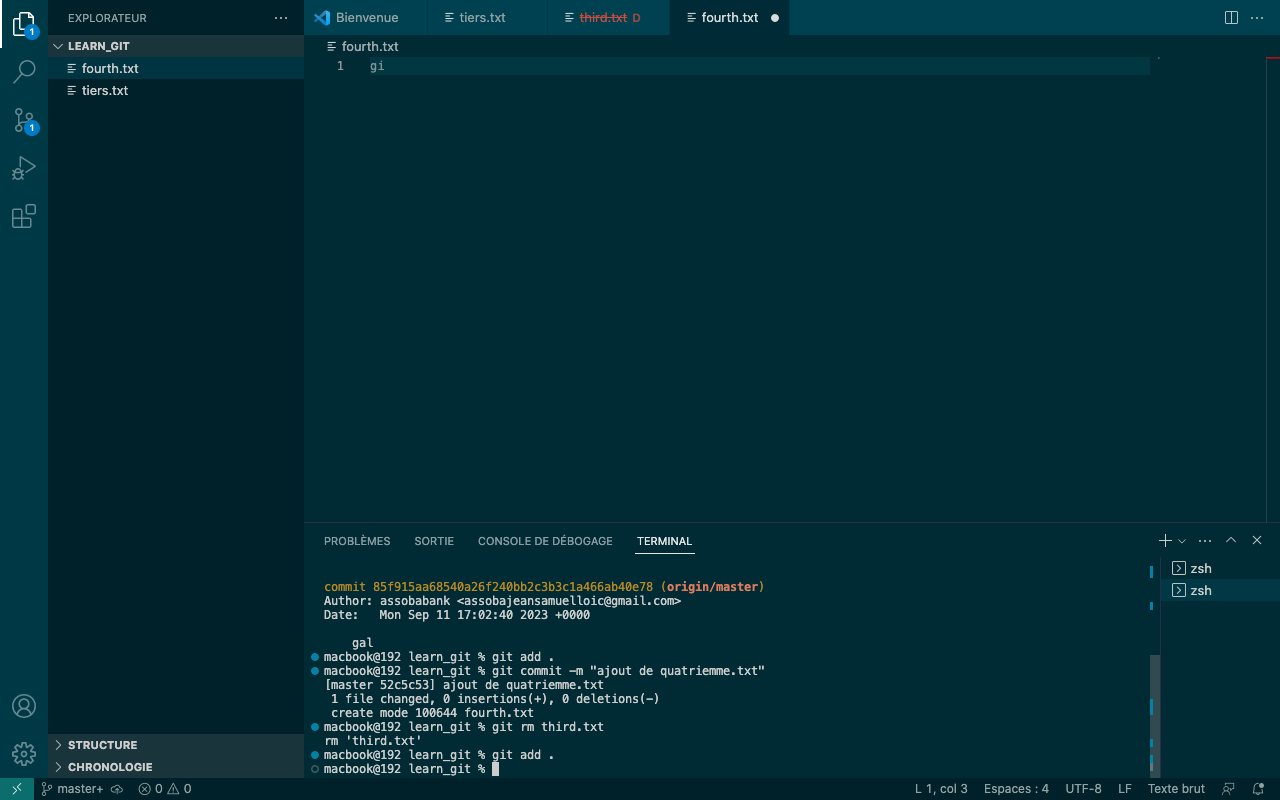 EXPLORATEUR
LEARN_GIT
fourth.txt
tiers.txt
STRUCTURE
CHRONOLOGIE
1
1
Bienvenue
tiers.txt
third.txt D
fourth.txt
fourth.txt
1 gi
PROBLÈMES SORTIE CONSOLE DE DÉBOGAGE TERMINAL
commit 85f915aa68540a26f240bb2c3b3c1a466ab40e78 (origin/master)
Author: assobabank <assobajeansamuelloic@gmail.com>
Date: Mon Sep 11 17:02:40 2023 +0000
gal
macbook@192 learn_git % git add .
macbook@192 learn_git % git commit -m "ajout de quatriemme.txt"
[master 52c5c53] ajout de quatriemme.txt
1 file changed, 0 insertions(+), 0 deletions(-)
create mode 100644 fourth.txt
macbook@192 learn_git % git rm third.txt
rm 'third.txt'
macbook@192 learn_git % git add .
macbook@192 learn_git %
zsh
zsh
master+ 0 0 L 1, col 3 Espaces : 4 UTF-8 LF Texte brut